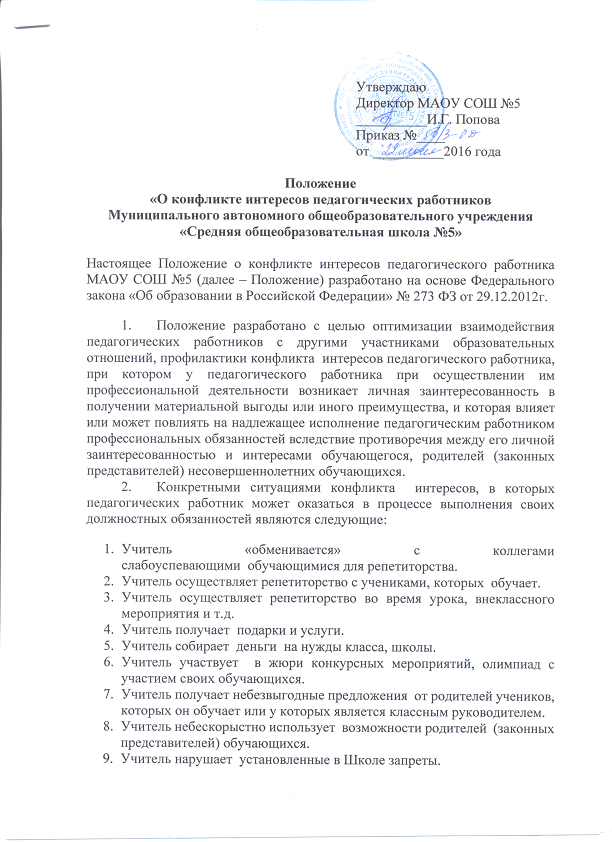 Утверждаю
Директор МАОУ СОШ №5
И.Г. Попова
Приказ №
от 2016 года
Положение
«О конфликте интересов педагогических работников
Муниципального автономного общеобразовательного учреждения
«Средняя общеобразовательная школа №5»
Настоящее Положение о конфликте интересов педагогического работника
МАОУ СОШ №5 (далее – Положение) разработано на основе Федерального
закона «Об образовании в Российской Федерации» № 273 ФЗ от 29.12.2012г.
1. Положение разработано с целью оптимизации взаимодействия
педагогических работников с другими участниками образовательных
отношений, профилактики конфликта интересов педагогического работника,
при котором у педагогического работника при осуществлении им
профессиональной деятельности возникает личная заинтересованность в
получении материальной выгоды или иного преимущества, и которая влияет
или может повлиять на надлежащее исполнение педагогическим работником
профессиональных обязанностей вследствие противоречия между его личной
заинтересованностью и интересами обучающегося, родителей (законных
представителей) несовершеннолетних обучающихся.
2. Конкретными ситуациями конфликта интересов, в которых
педагогических работник может оказаться в процессе выполнения своих
должностных обязанностей являются следующие:
1. Учитель «обменивается» с коллегами
слабоуспевающими обучающимися для репетиторства.
2. Учитель осуществляет репетиторство с учениками, которых обучает.
3. Учитель осуществляет репетиторство во время урока, внеклассного
мероприятия и т.д.
4. Учитель получает подарки и услуги.
5. Учитель собирает деньги на нужды класса, школы.
6. Учитель участвует в жюри конкурсных мероприятий, олимпиад с
участием своих обучающихся.
7. Учитель получает небезвыгодные предложения от родителей учеников,
которых он обучает или у которых является классным руководителем.
8. Учитель небескорыстно использует возможности родителей (законных
представителей) обучающихся.
9. Учитель нарушает установленные в Школе запреты.